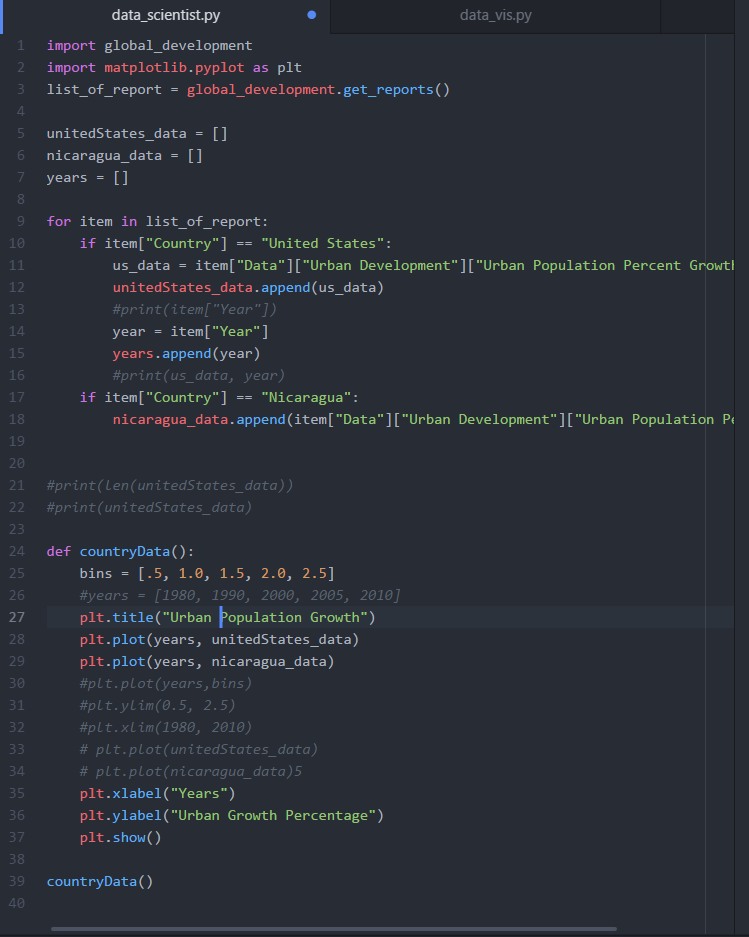 data_scientist.py data_vis.py
1 import global_development
2 import matplotlib.pyplot as plt
3 list_of_report = global_development.get_reports()
4
5 unitedStates_data = []
6 nicaragua_data = []
7 years = []
8
9 for item in list_of_report:
10     if item["Country"] == "United States":
11         us_data = item["Data"]["Urban Development"]["Urban Population Percent Growth
12         unitedStates_data.append(us_data)
13         #print(item["Year"])
14         year = item["Year"]
15         years.append(year)
16         #print(us_data, year)
17     if item["Country"] == "Nicaragua":
18         nicaragua_data.append(item["Data"]["Urban Development"]["Urban Population Pe
19
20
21 #print(len(unitedStates_data))
22 #print(unitedStates_data)
23
24 def countryData():
25     bins = [.5, 1.0, 1.5, 2.0, 2.5]
26     #years = [1980, 1990, 2000, 2005, 2010]
27     plt.title("Urban Population Growth")
28     plt.plot(years, unitedStates_data)
29     plt.plot(years, nicaragua_data)
30     #plt.plot(years,bins)
31     #plt.ylim(0.5, 2.5)
32     #plt.xlim(1980, 2010)
33     # plt.plot(unitedStates_data)
34     # plt.plot(nicaragua_data)5
35     plt.xlabel("Years")
36     plt.ylabel("Urban Growth Percentage")
37     plt.show()
38
39 countryData()
40